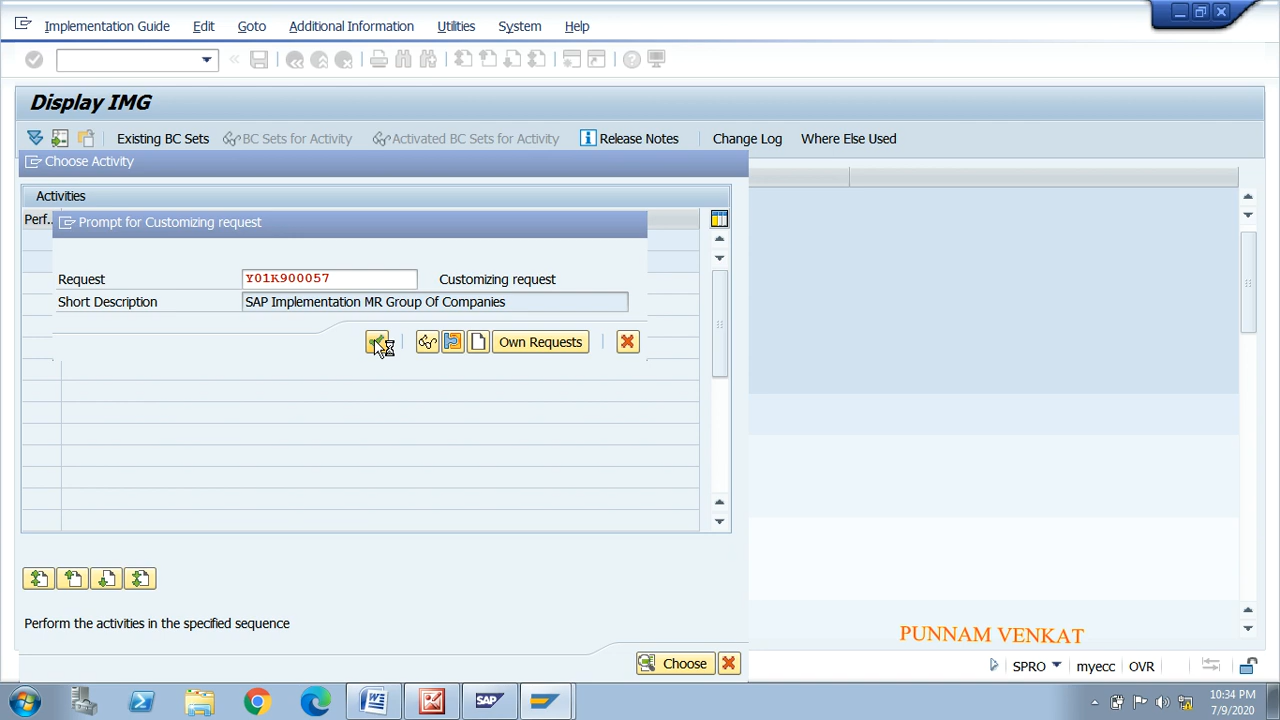 Implementation Guide Edit Goto Additional Information Utilities System Help
Display IMG
Existing BC Sets BC Sets for Activity Activated BC Sets for Activity Release Notes Change Log Where Else Used
Choose Activity
Activities
Perf..
Prompt for Customizing request
Request Y01K900057 Customizing request
Short Description SAP Implementation MR Group Of Companies
Own Requests
Perform the activities in the specified sequence
PUNNAM VENKAT
Choose
SPRO myecc OVR
SAP
10:34 PM
7/9/2020